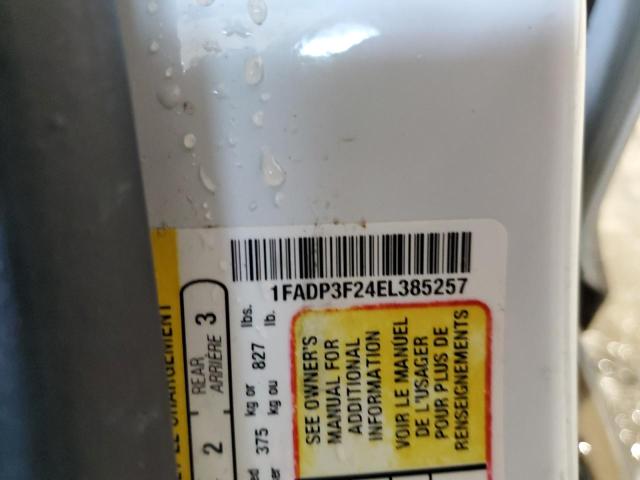 1FADP3F24EL385257
SEE OWNER'S
MANUAL FOR
ADDITIONAL
INFORMATION
VOIR LE MANUEL
DE L'USAGER
POUR PLUS DE
RENSEIGNEMENTS
CHARGEMENT
2 REAR 3
ARRIÈRE
375 kg or 827 lbs.
kg ou lb.